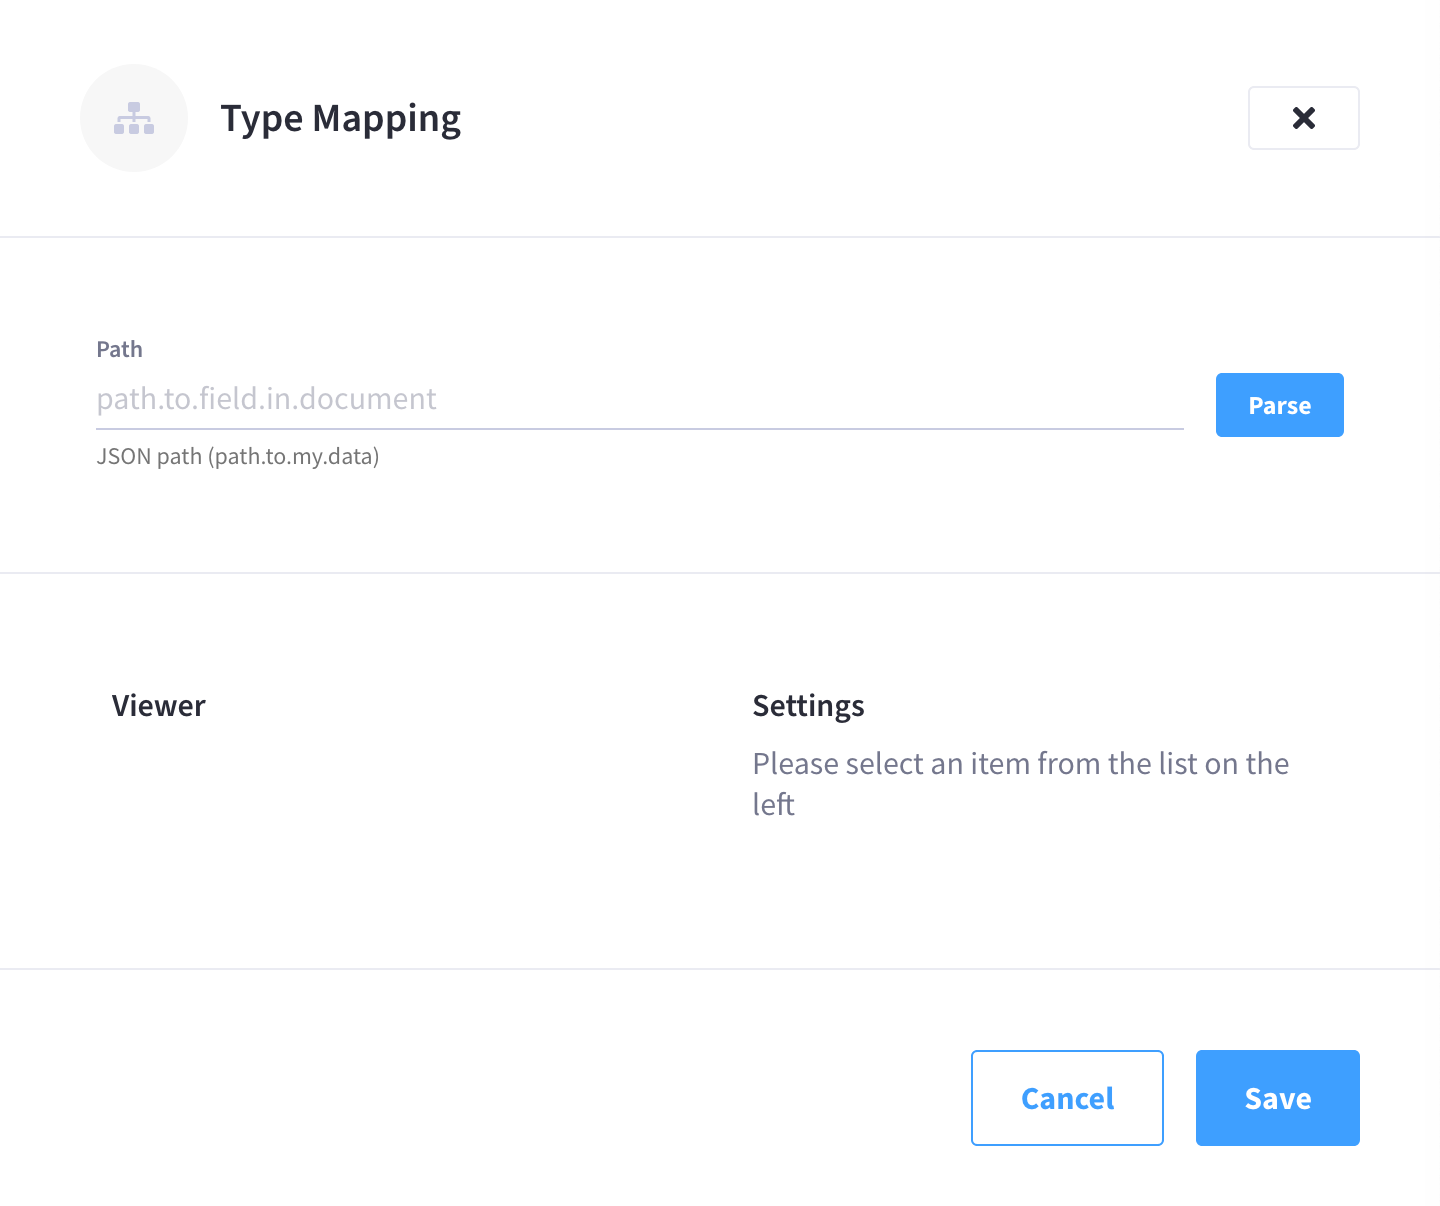 Type Mapping
Path
path.to.field.in.document
Parse
JSON path (path.to.my.data)
Viewer
Settings
Please select an item from the list on the
left
Cancel
Save